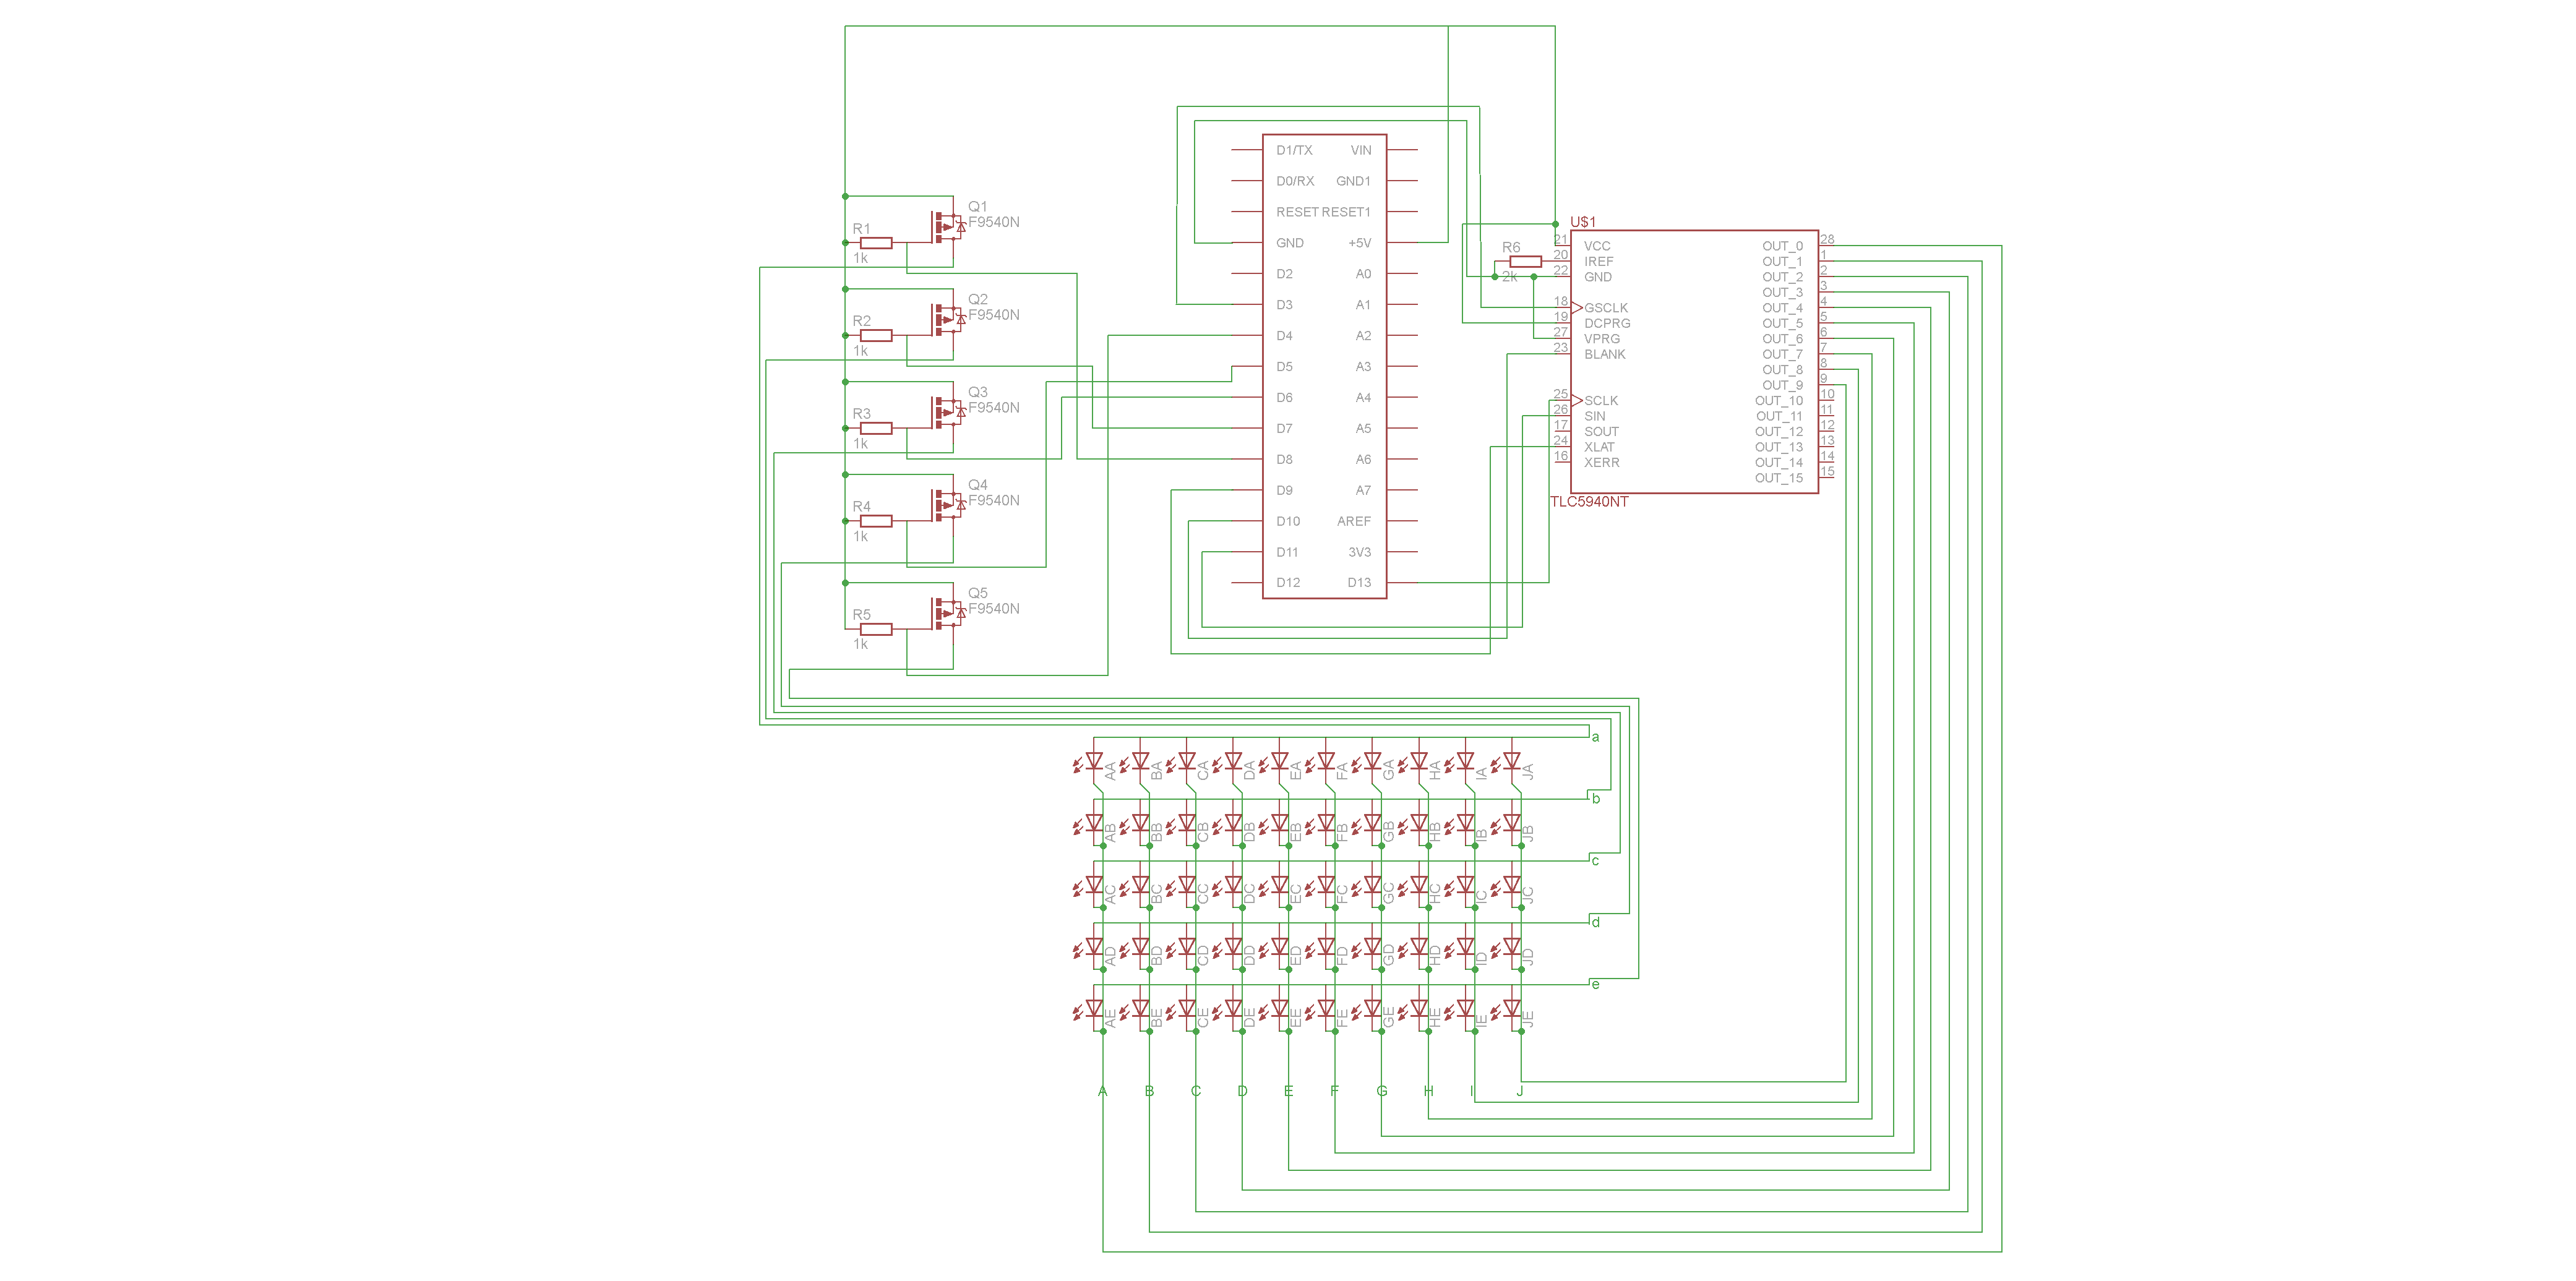 Q1
F9540N
R1
1k
Q2
F9540N
R2
1k
Q3
F9540N
R3
1k
Q4
F9540N
R4
1k
Q5
F9540N
R5
1k
D1/TX VIN
D0/RX GND1
RESET RESET1
GND +5V
D2 A0
D3 A1
D4 A2
D5 A3
D6 A4
D7 A5
D8 A6
D9 A7
D10 AREF
D11 3V3
D12 D13
R6
2k
U$1
21 VCC OUT_0 28
20 IREF OUT_1 1
22 GND OUT_2 2
OUT_3 3
18 GSCLK OUT_4 4
19 DCPRG OUT_5 5
27 VPRG OUT_6 6
23 BLANK OUT_7 7
OUT_8 8
OUT_9 9
25 SCLK OUT_10 10
26 SIN OUT_11 11
17 SOUT OUT_12 12
24 XLAT OUT_13 13
16 XERR OUT_14 14
OUT_15 15
TLC5940NT
a
AA BA CA DA EA FA GA HA IA JA
b
AB BB CB DB EB FB GB HB IB JB
c
AC BC CC DC EC FC GC HC IC JC
d
AD BD CD DD ED FD GD HD ID JD
e
AE BE CE DE EE FE GE HE IE JE
A B C D E F G H I J